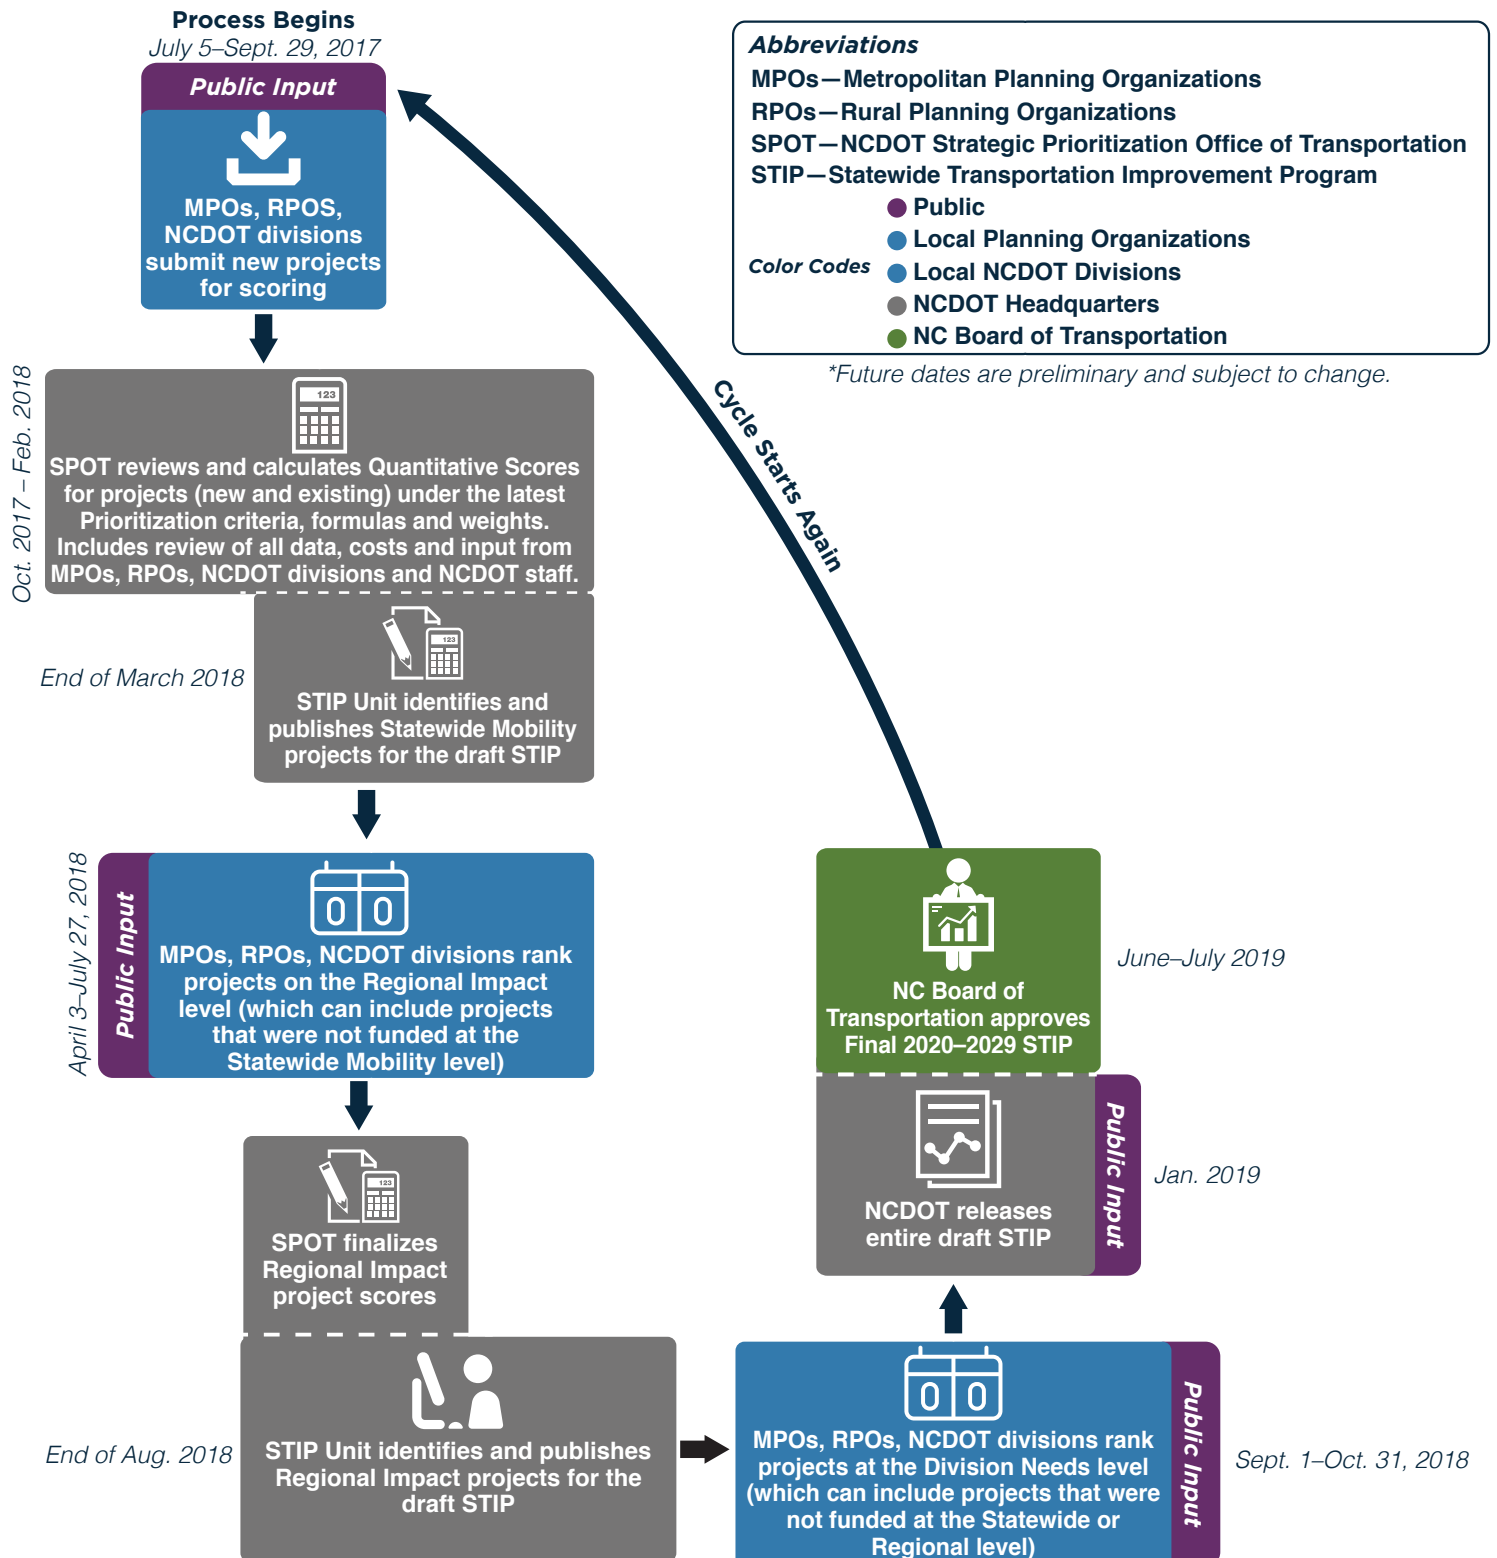 Process Begins
July 5–Sept. 29, 2017
Public Input
MPOs, RPOS,
NCDOT divisions
submit new projects
for scoring
Abbreviations
MPOs—Metropolitan Planning Organizations
RPOs—Rural Planning Organizations
SPOT—NCDOT Strategic Prioritization Office of Transportation
STIP—Statewide Transportation Improvement Program
Color Codes
Public
Local Planning Organizations
Local NCDOT Divisions
NCDOT Headquarters
NC Board of Transportation
*Future dates are preliminary and subject to change.
Cycle Starts Again
Oct. 2017 – Feb. 2018
123
SPOT reviews and calculates Quantitative Scores
for projects (new and existing) under the latest
Prioritization criteria, formulas and weights.
Includes review of all data, costs and input from
MPOs, RPOs, NCDOT divisions and NCDOT staff.
End of March 2018
123
STIP Unit identifies and
publishes Statewide Mobility
projects for the draft STIP
April 3–July 27, 2018
Public Input
0 0
MPOs, RPOs, NCDOT divisions rank
projects on the Regional Impact
level (which can include projects
that were not funded at the
Statewide Mobility level)
123
SPOT finalizes
Regional Impact
project scores
End of Aug. 2018
STIP Unit identifies and publishes
Regional Impact projects for the
draft STIP
0 0
MPOs, RPOs, NCDOT divisions rank
projects at the Division Needs level
(which can include projects that were
not funded at the Statewide or
Regional level)
Public Input
Sept. 1–Oct. 31, 2018
NCDOT releases
entire draft STIP
Public Input
Jan. 2019
NC Board of
Transportation approves
Final 2020–2029 STIP
June–July 2019